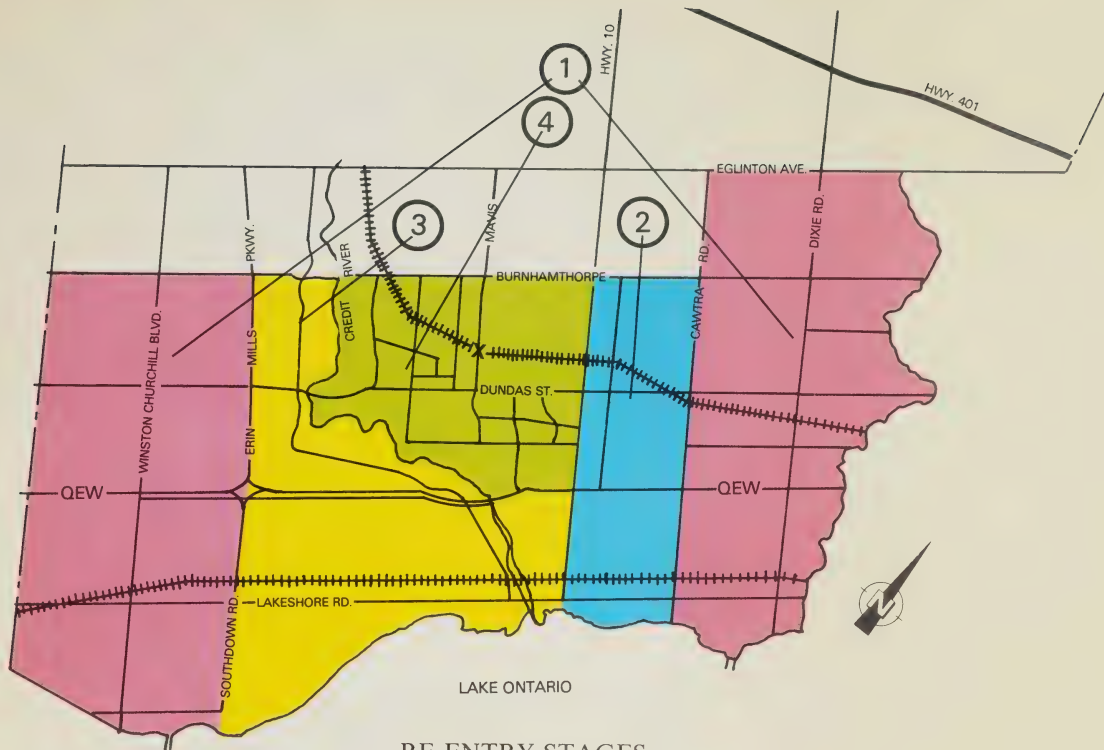 HWY. 10
1
HWY. 401
4
EGLINTON AVE.
3
2
MAVIS
DIXIE RD.
PKWY.
CREDIT RIVER
BURNHAMTHORPE
CAWTRA RD.
WINSTON CHURCHILL BLVD.
ERIN MILLS
X
DUNDAS ST.
QEW
QEW
LAKESHORE RD.
SOUTHDOWN RD.
N
LAKE ONTARIO
RE-ENTRY STAGES